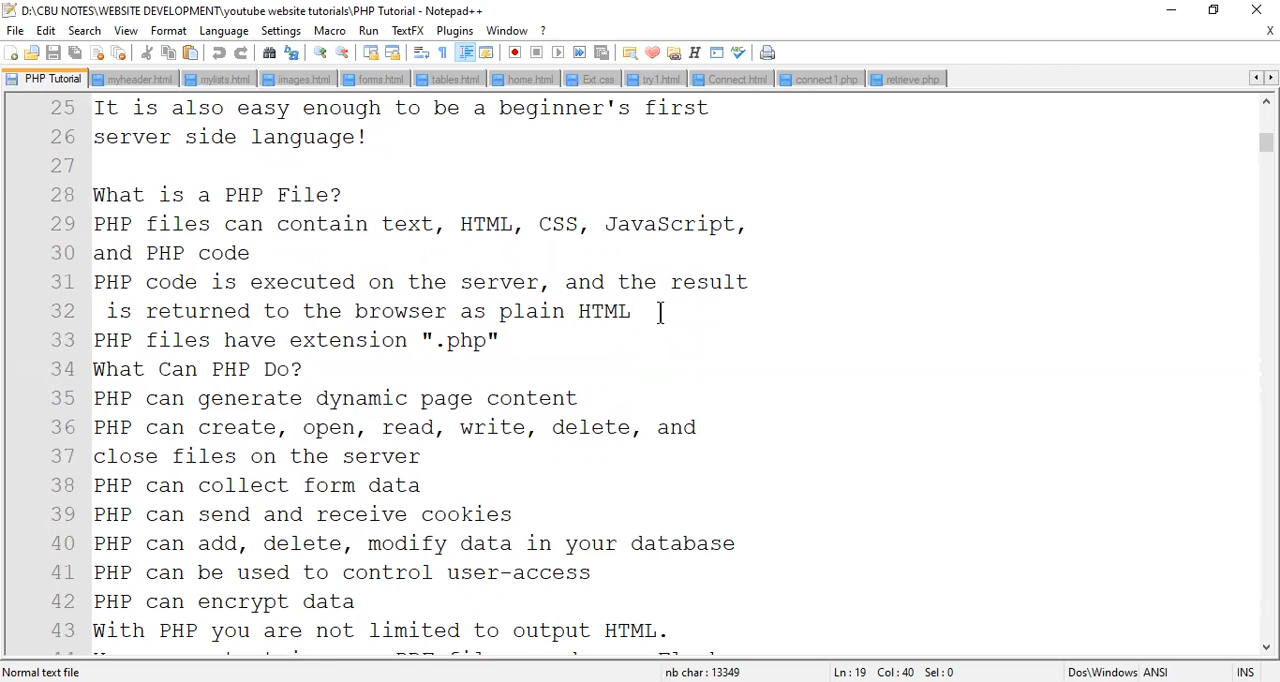 D:\CBU NOTES\WEBSITE DEVELOPMENT\youtube website tutorials\PHP Tutorial - Notepad++
File Edit Search View Format Language Settings Macro Run TextFX Plugins Window ? X
PHP Tutorial myheader.html mylists.html images.html forms.html tables.html home.html Ext.css try1.html Connect.html connect1.php retrieve.php
25 It is also easy enough to be a beginner's first
26 server side language!
27
28 What is a PHP File?
29 PHP files can contain text, HTML, CSS, JavaScript,
30 and PHP code
31 PHP code is executed on the server, and the result
32 is returned to the browser as plain HTML
33 PHP files have extension ".php"
34 What Can PHP Do?
35 PHP can generate dynamic page content
36 PHP can create, open, read, write, delete, and
37 close files on the server
38 PHP can collect form data
39 PHP can send and receive cookies
40 PHP can add, delete, modify data in your database
41 PHP can be used to control user-access
42 PHP can encrypt data
43 With PHP you are not limited to output HTML.
Normal text file nb char : 13349 Ln : 19 Col : 40 Sel : 0 Dos\Windows ANSI INS